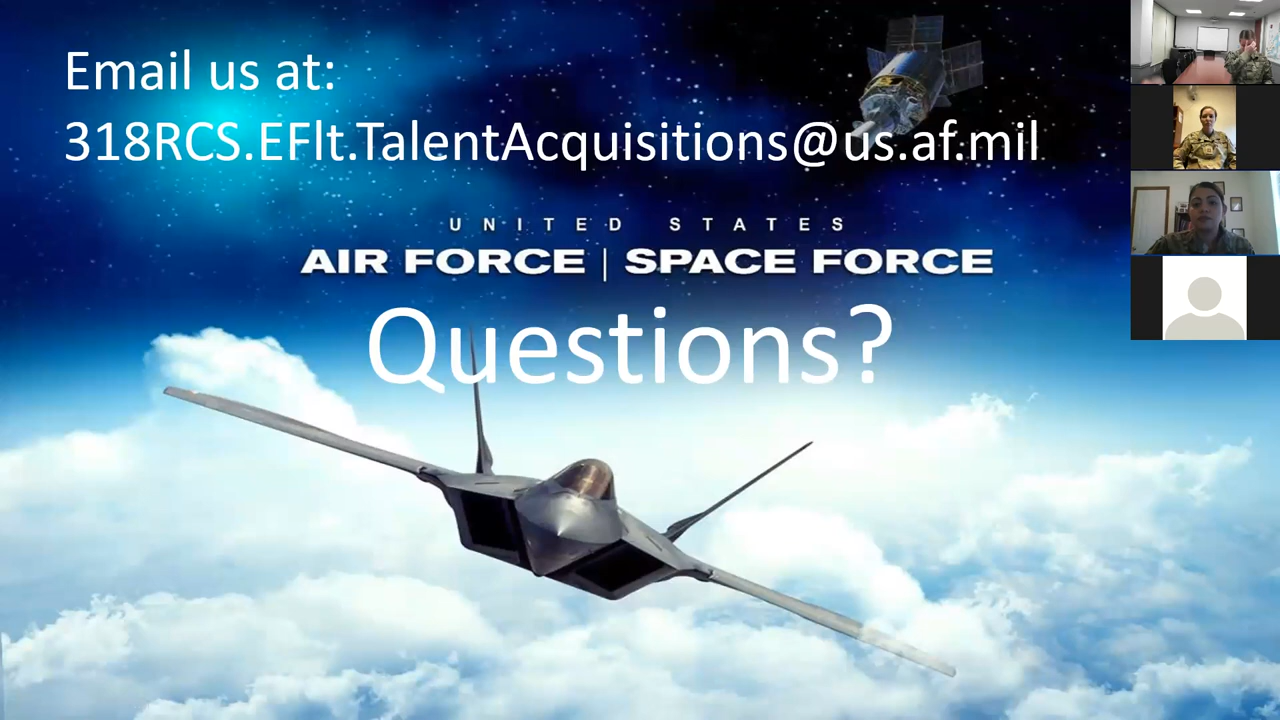 Email us at:
318RCS.EFlt.TalentAcquisitions@us.af.mil
UNITED STATES
AIR FORCE | SPACE FORCE
Questions?